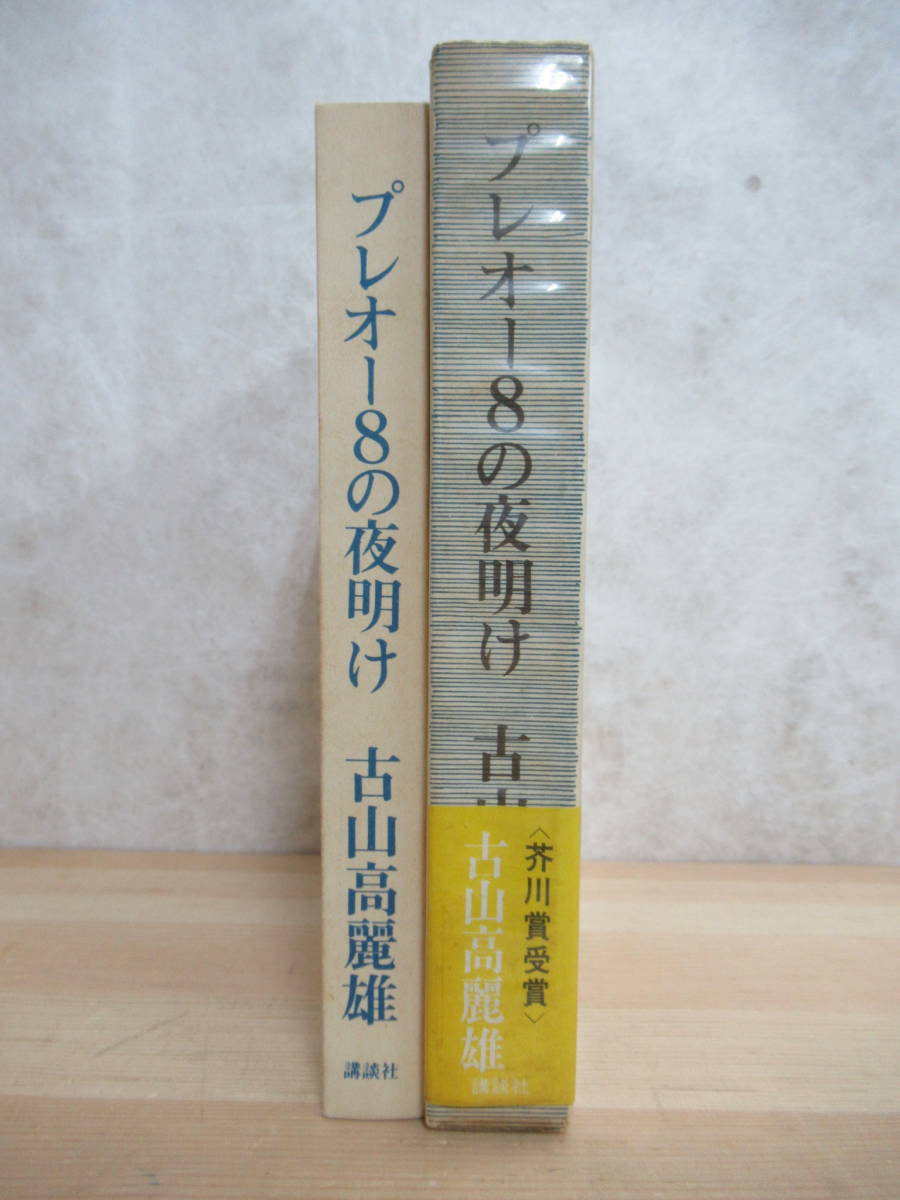 プレオー8の夜明け 古山高麗雄
講談社
プレオー8の夜明け 古山
〈芥川賞受賞〉
古山高麗雄
講談社